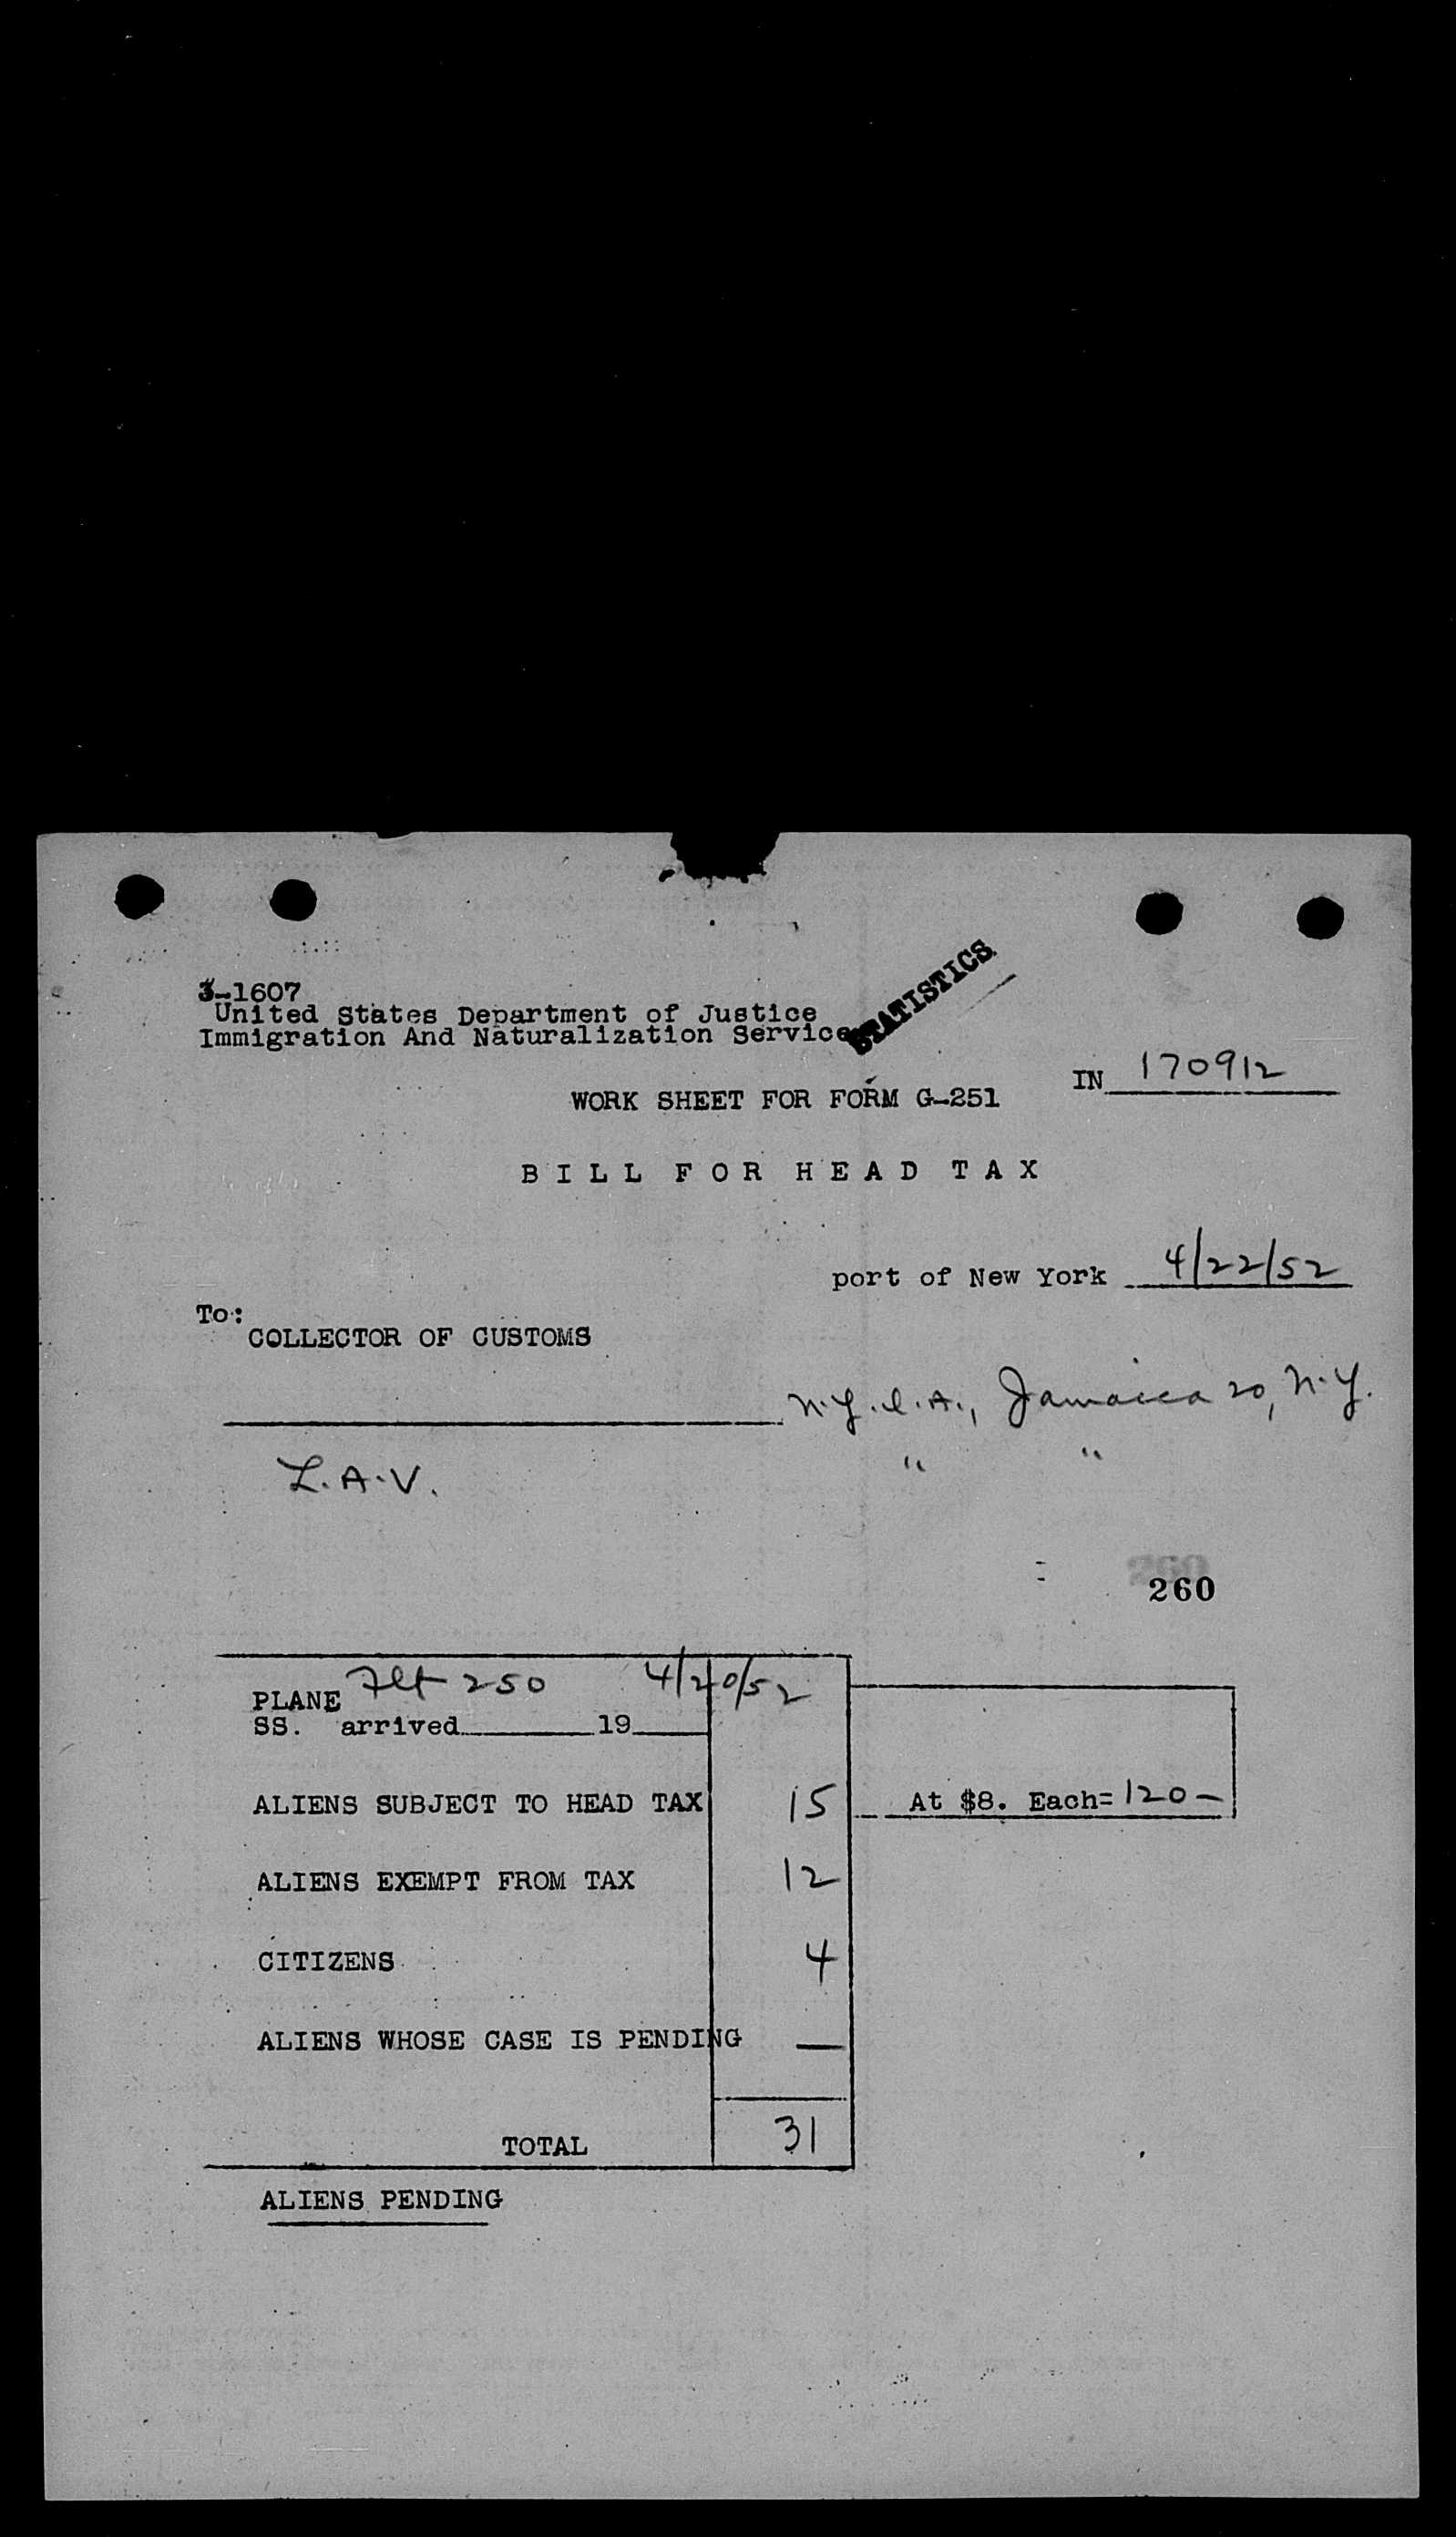 3-1607
United States Department of Justice
Immigration And Naturalization Service
STATISTICS
IN 170912
WORK SHEET FOR FORM G-251
BILL FOR HEAD TAX
port of New York 4/22/52
To:
COLLECTOR OF CUSTOMS
N.Y.I.A., Jamaica 20, N.Y.
L.A.V. " "
260
PLANE Flt 250 4/20/52
SS. arrived 19
ALIENS SUBJECT TO HEAD TAX 15 At $8. Each= 120-
ALIENS EXEMPT FROM TAX 12
CITIZENS 4
ALIENS WHOSE CASE IS PENDING —
TOTAL 31
ALIENS PENDING